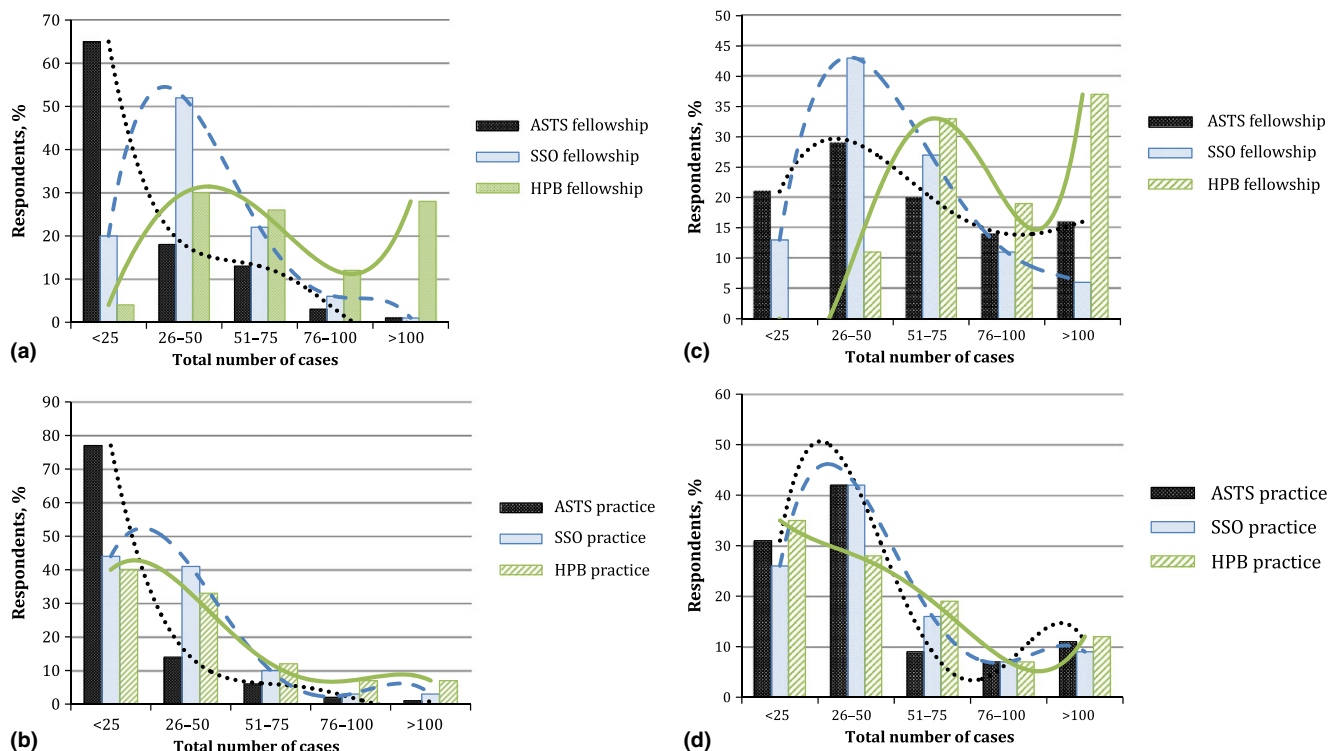 70
60
50
40
30
20
10
0
Respondents, %
<25 26–50 51–75 76–100 >100
Total number of cases
ASTS fellowship
SSO fellowship
HPB fellowship
(a)
50
45
40
35
30
25
20
15
10
5
0
Respondents, %
<25 26–50 51–75 76–100 >100
Total number of cases
ASTS fellowship
SSO fellowship
HPB fellowship
(c)
90
80
70
60
50
40
30
20
10
0
Respondents, %
<25 26–50 51–75 76–100 >100
Total number of cases
ASTS practice
SSO practice
HPB practice
(b)
60
50
40
30
20
10
0
Respondents, %
<25 26–50 51–75 76–100 >100
Total number of cases
ASTS practice
SSO practice
HPB practice
(d)